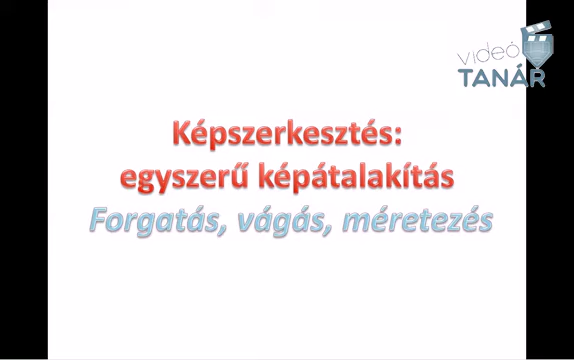 videó
TANÁR
Képszerkesztés:
egyszerű képátalakítás
Forgatás, vágás, méretezés